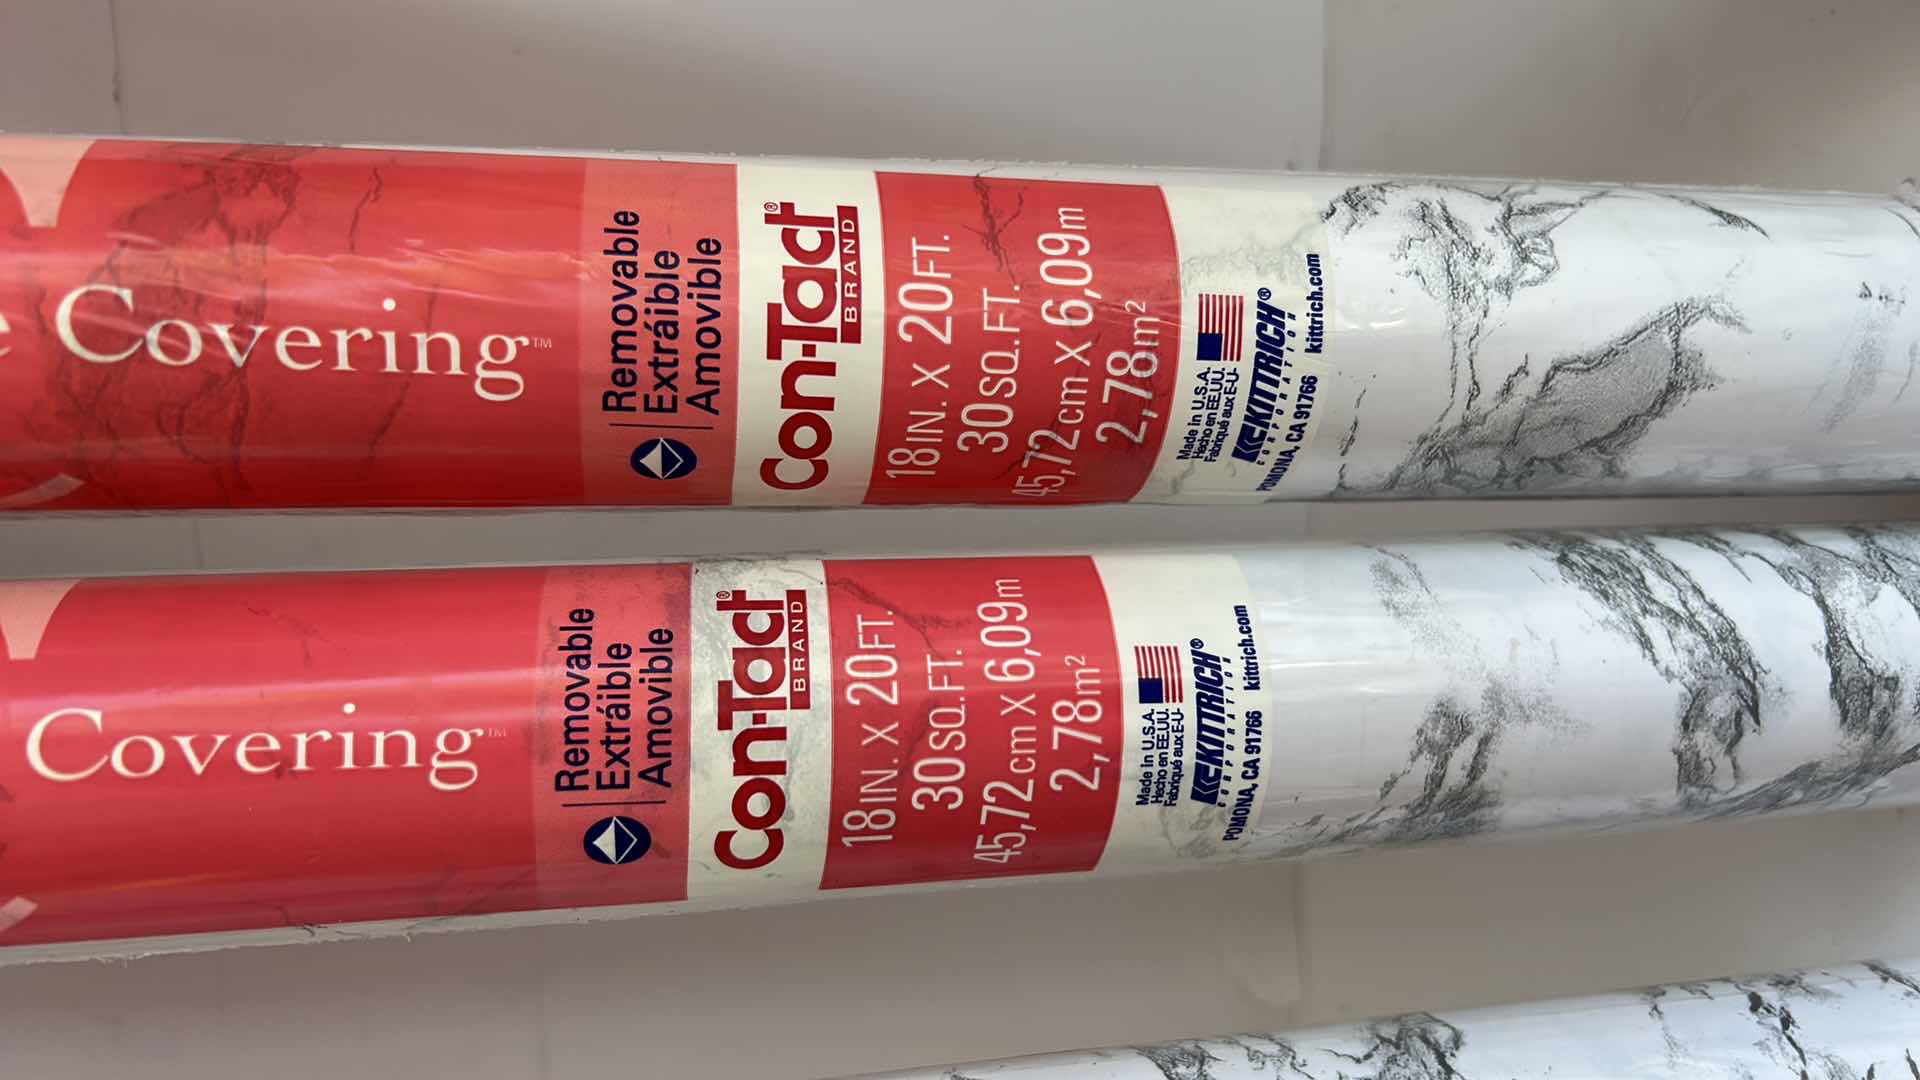 Covering™
Removable
Extráible
Amovible
Con-Tact®
BRAND
18IN. X 20FT.
30SQ.FT.
45,72cm X 6,09m
2,78m²
Made in U.S.A.
Hecho en EE.UU.
Fabriqué aux E-U-
KITTRICH®
CORPORATION
POMONA, CA 91766 kittrich.com
Covering™
Removable
Extráible
Amovible
Con-Tact®
BRAND
18IN. X 20FT.
30SQ.FT.
45,72cm X 6,09m
2,78m²
Made in U.S.A.
Hecho en EE.UU.
Fabriqué aux E-U-
KITTRICH®
CORPORATION
POMONA, CA 91766 kittrich.com